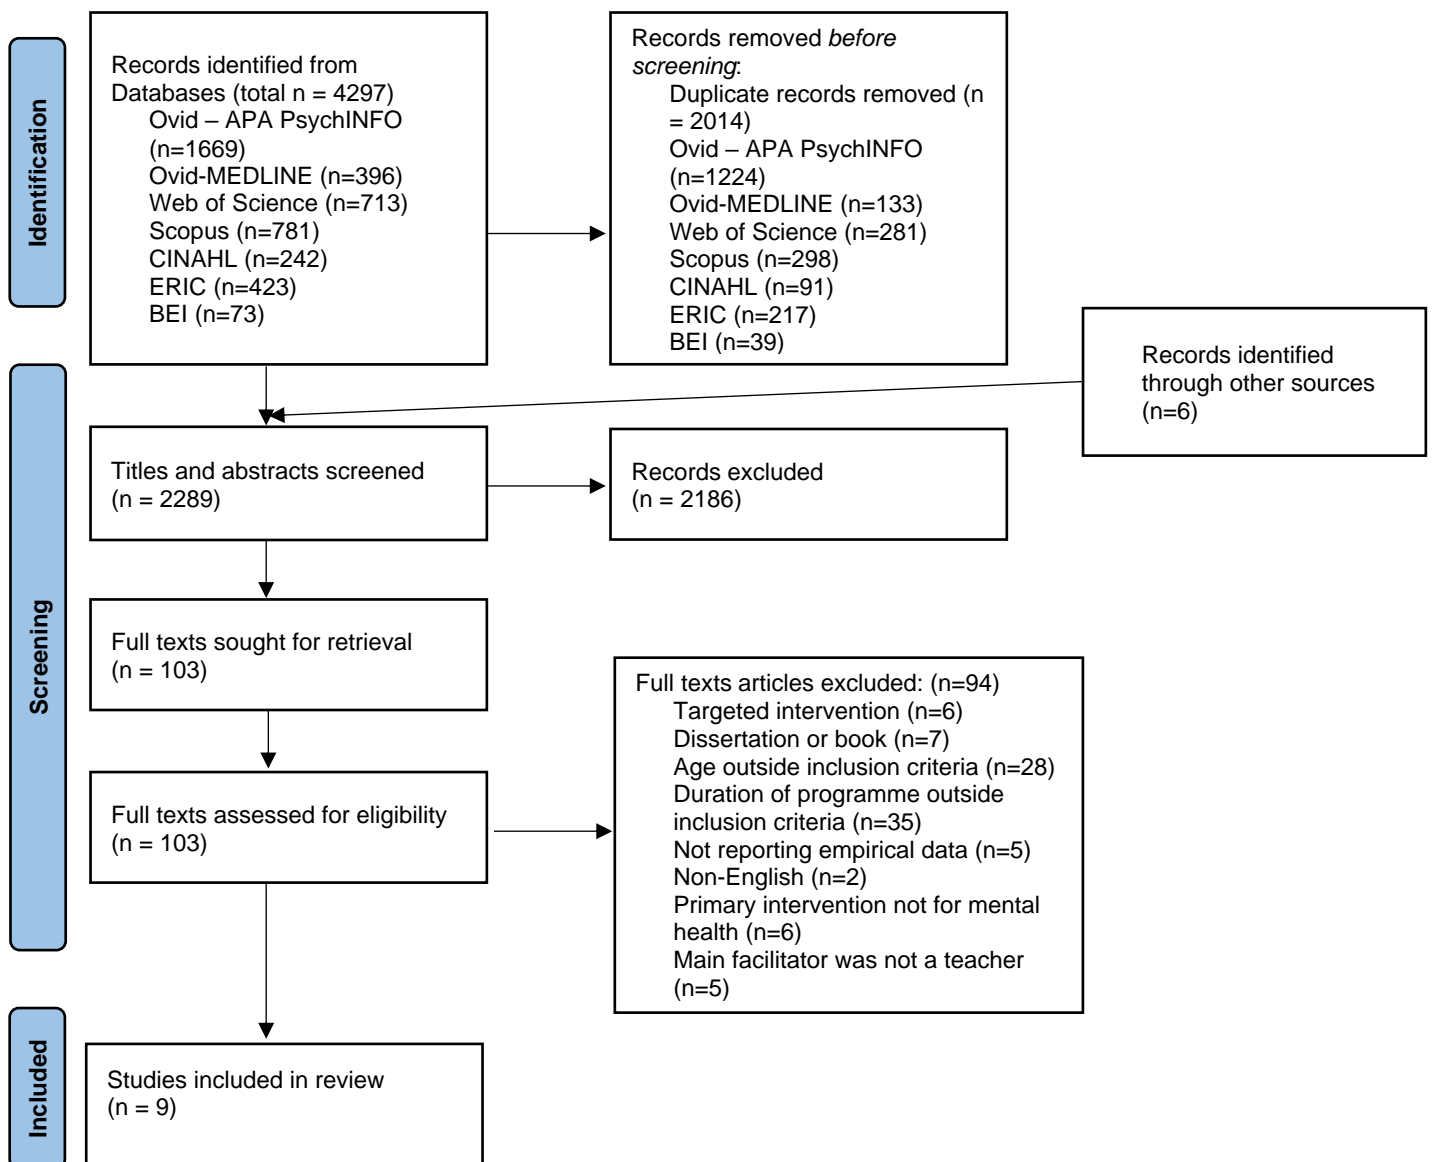 Identification
Records identified from
Databases (total n = 4297)
Ovid – APA PsychINFO
(n=1669)
Ovid-MEDLINE (n=396)
Web of Science (n=713)
Scopus (n=781)
CINAHL (n=242)
ERIC (n=423)
BEI (n=73)
Records removed before
screening:
Duplicate records removed (n
= 2014)
Ovid – APA PsychINFO
(n=1224)
Ovid-MEDLINE (n=133)
Web of Science (n=281)
Scopus (n=298)
CINAHL (n=91)
ERIC (n=217)
BEI (n=39)
Records identified
through other sources
(n=6)
Screening
Titles and abstracts screened
(n = 2289)
Records excluded
(n = 2186)
Full texts sought for retrieval
(n = 103)
Full texts assessed for eligibility
(n = 103)
Full texts articles excluded: (n=94)
Targeted intervention (n=6)
Dissertation or book (n=7)
Age outside inclusion criteria (n=28)
Duration of programme outside
inclusion criteria (n=35)
Not reporting empirical data (n=5)
Non-English (n=2)
Primary intervention not for mental
health (n=6)
Main facilitator was not a teacher
(n=5)
Included
Studies included in review
(n = 9)